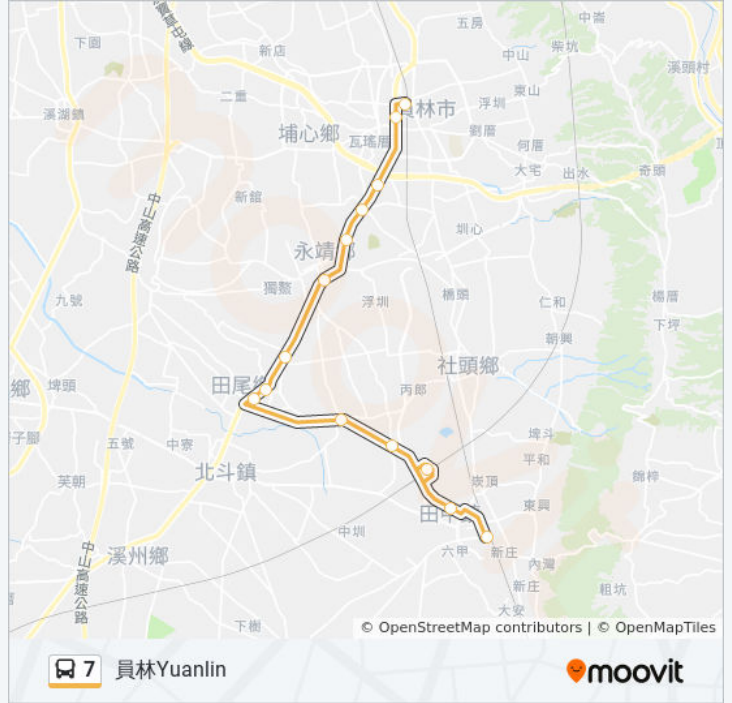 中崙
五房
寶草屯線
下園
新店
柴坑
中山
溪頭村
二重
東山
浮圳
員林市
溪湖鎮
埔心鄉
瓦瑤厝
劉厝
何厝
大宅
出水
奇頭
新館
中山高速公路
圳心
永靖鄉
獨鰲
浮圳
橋頭
仁和
楊厝
九號
下坪
朝興
社頭鄉
田尾鄉
埤頭
丙郎
鄉
五號
中寮
埤斗
平和
北斗鎮
崁頂
錦梓
芙朝
東興
中圳
六甲
新庄
內灣
溪州鄉
中山高速公路
新庄
粗坑
大安
下樹
© OpenStreetMap contributors | © OpenMapTiles
7 員林Yuanlin
moovit